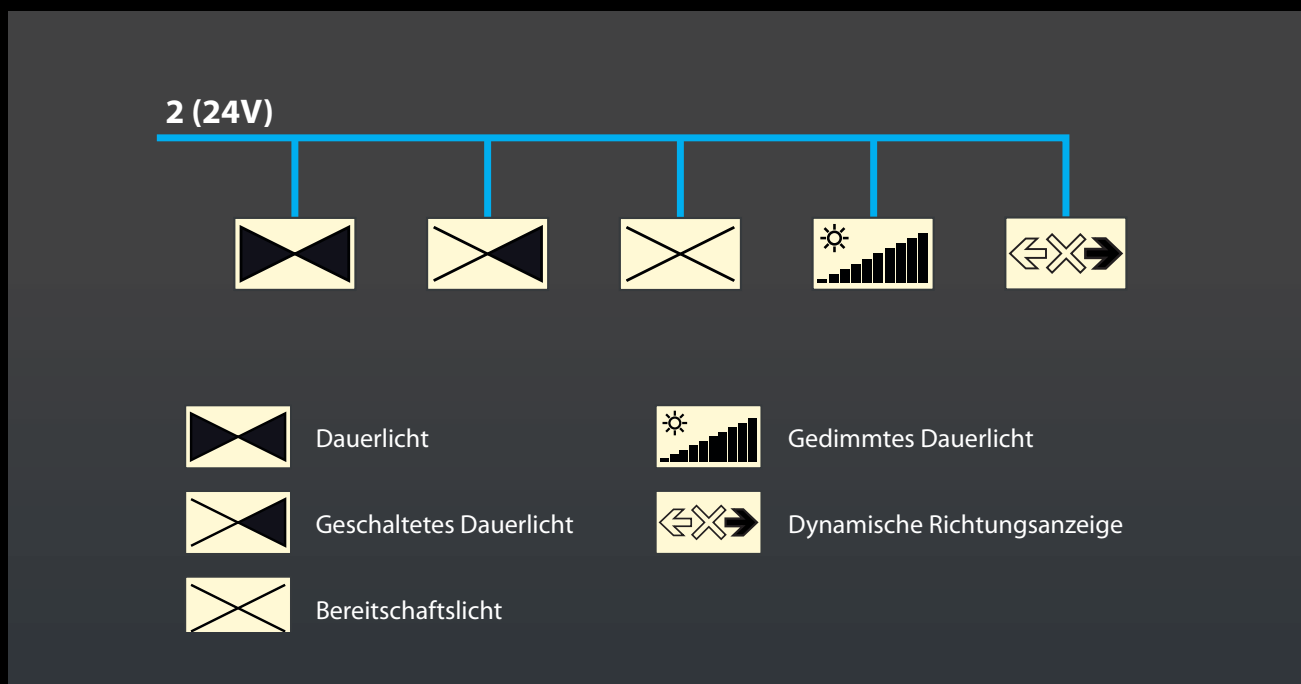 2 (24V)
Dauerlicht
Geschaltetes Dauerlicht
Bereitschaftslicht
Gedimmtes Dauerlicht
Dynamische Richtungsanzeige